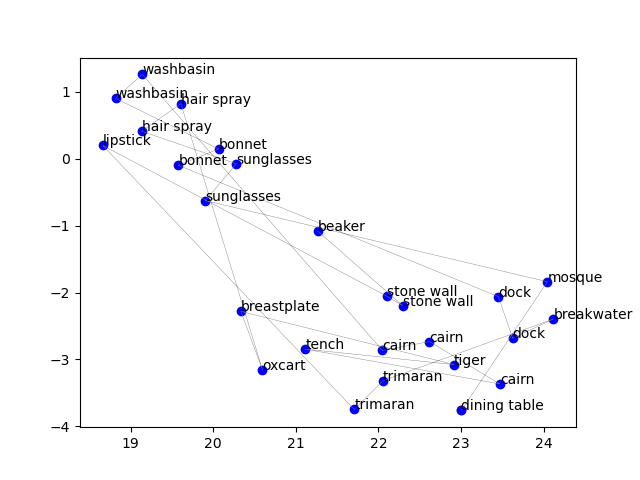 washbasin
washbasin
hair spray
hair spray
lipstick
bonnet
bonnet
sunglasses
sunglasses
beaker
mosque
stone wall
dock
stone wall
breastplate
breakwater
dock
cairn
tench
cairn
tiger
oxcart
trimaran
cairn
trimaran
dining table
1
0
−1
−2
−3
−4
19
20
21
22
23
24